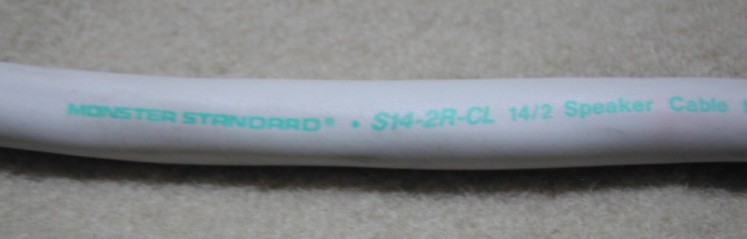 MONSTER STANDARD® • S14-2R-CL 14/2 Speaker Cable